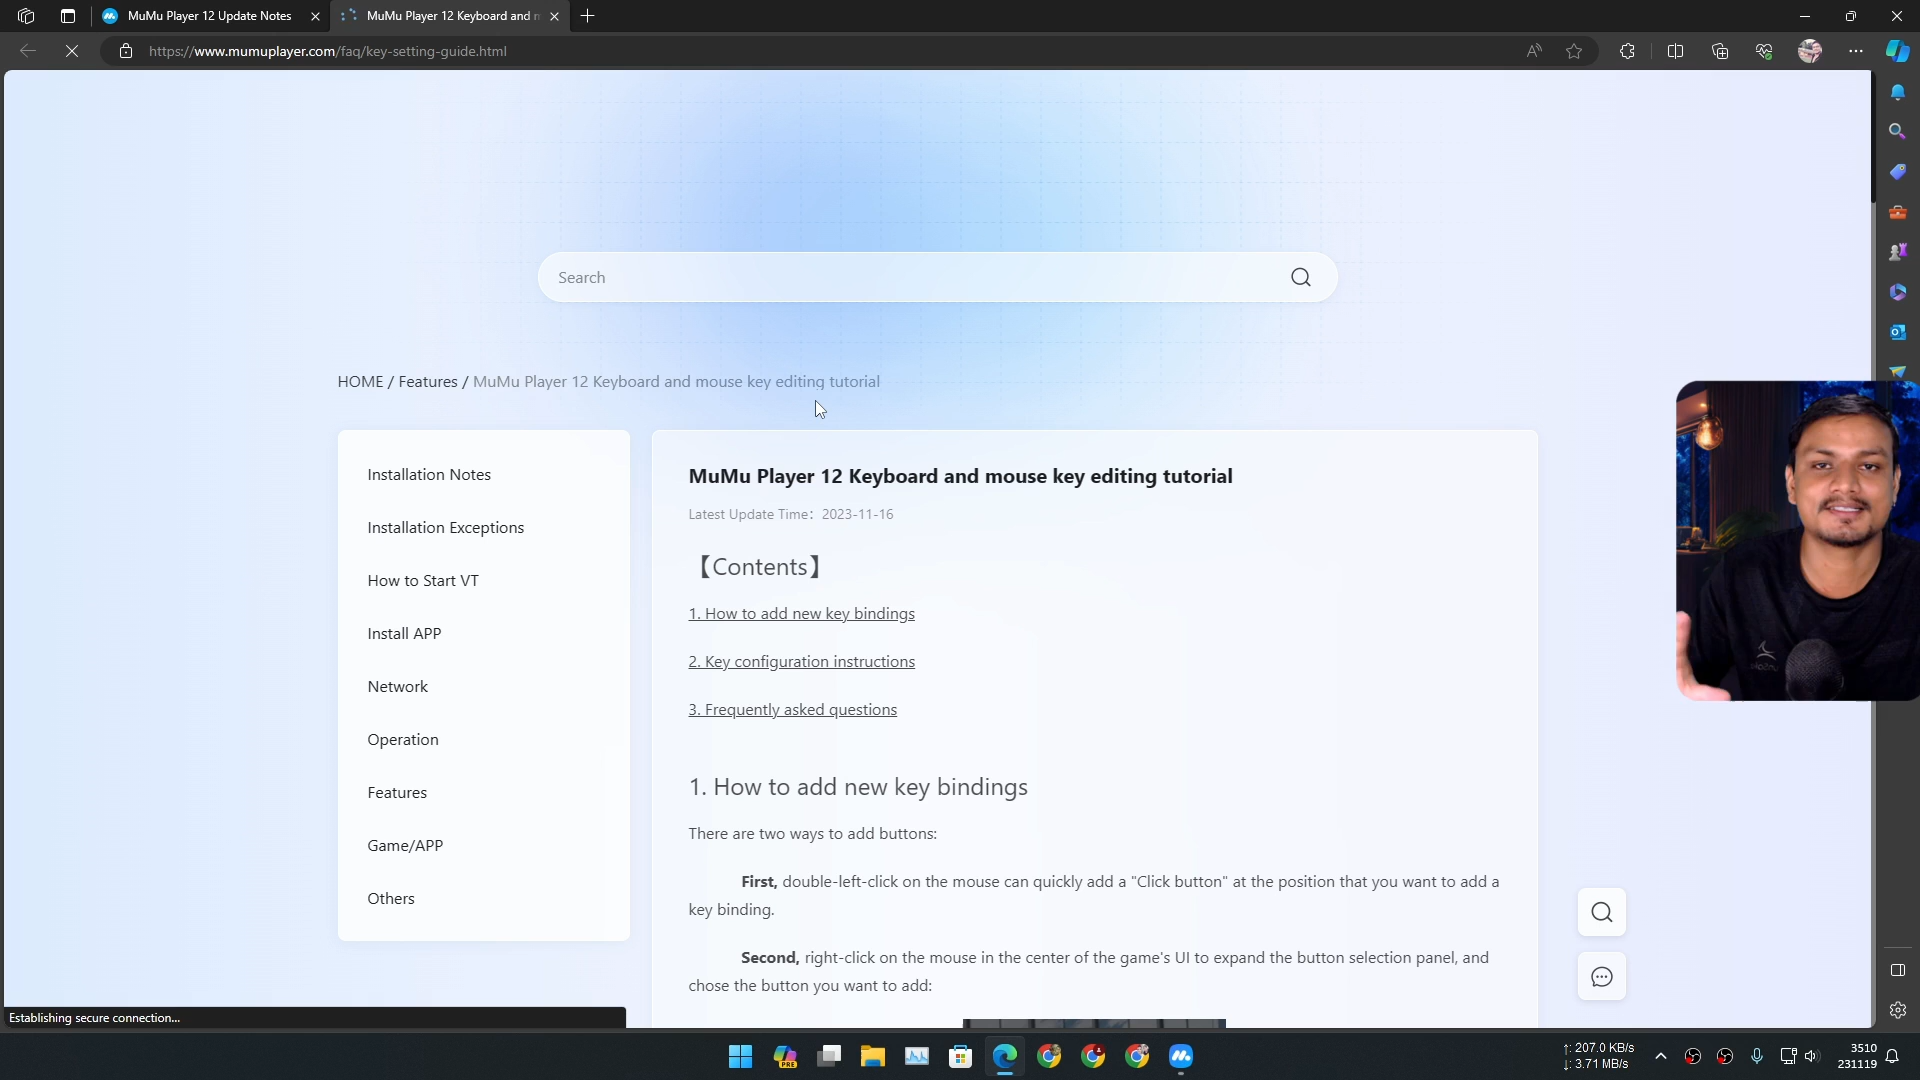 MuMu Player 12 Update Notes
MuMu Player 12 Keyboard and m
https://www.mumuplayer.com/faq/key-setting-guide.html
Search
HOME / Features / MuMu Player 12 Keyboard and mouse key editing tutorial
Installation Notes
Installation Exceptions
How to Start VT
Install APP
Network
Operation
Features
Game/APP
Others
MuMu Player 12 Keyboard and mouse key editing tutorial
Latest Update Time： 2023-11-16
【Contents】
1. How to add new key bindings
2. Key configuration instructions
3. Frequently asked questions
1. How to add new key bindings
There are two ways to add buttons:
First, double-left-click on the mouse can quickly add a "Click button" at the position that you want to add a
key binding.
Second, right-click on the mouse in the center of the game's UI to expand the button selection panel, and
chose the button you want to add:
Establishing secure connection...
PRE
↑: 207.0 KB/s
↓: 3.71 MB/s
3510
231119